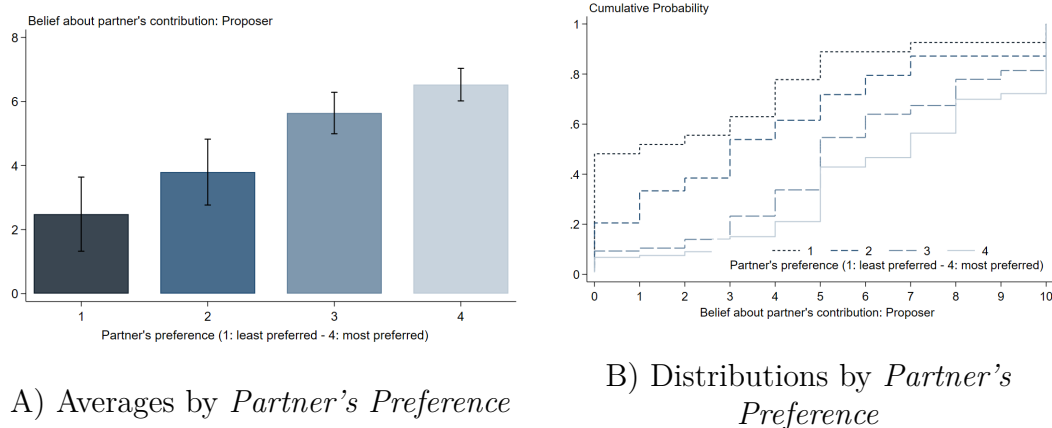 Belief about partner's contribution: Proposer
8
6
4
2
0
1 2 3 4
Partner's preference (1: least preferred - 4: most preferred)
A) Averages by Partner's Preference
Cumulative Probability
1
.8
.6
.4
.2
0
1 2 3 4
Partner's preference (1: least preferred - 4: most preferred)
0 1 2 3 4 5 6 7 8 9 10
Belief about partner's contribution: Proposer
B) Distributions by Partner's
Preference